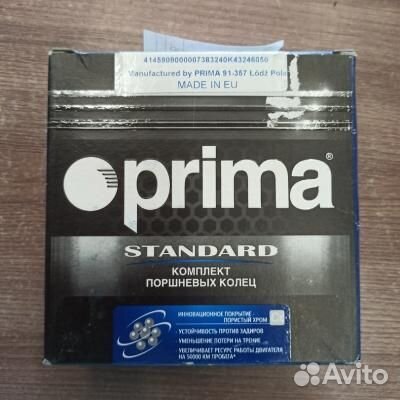 4145909000007383240K43246050
Manufactured by PRIMA 91-357 Łódź Pola
MADE IN EU
prima®
STANDARD
КОМПЛЕКТ
ПОРШНЕВЫХ КОЛЕЦ
ИННОВАЦИОННОЕ ПОКРЫТИЕ -
ПОРИСТЫЙ ХРОМ
УСТОЙЧИВОСТЬ ПРОТИВ ЗАДИРОВ
УМЕНЬШЕНИЕ ПОТЕРИ НА ТРЕНИЕ
УВЕЛИЧИВАЕТ РЕСУРС РАБОТЫ ДВИГАТЕЛЯ
НА 50000 КМ ПРОБЕГА*
Avito